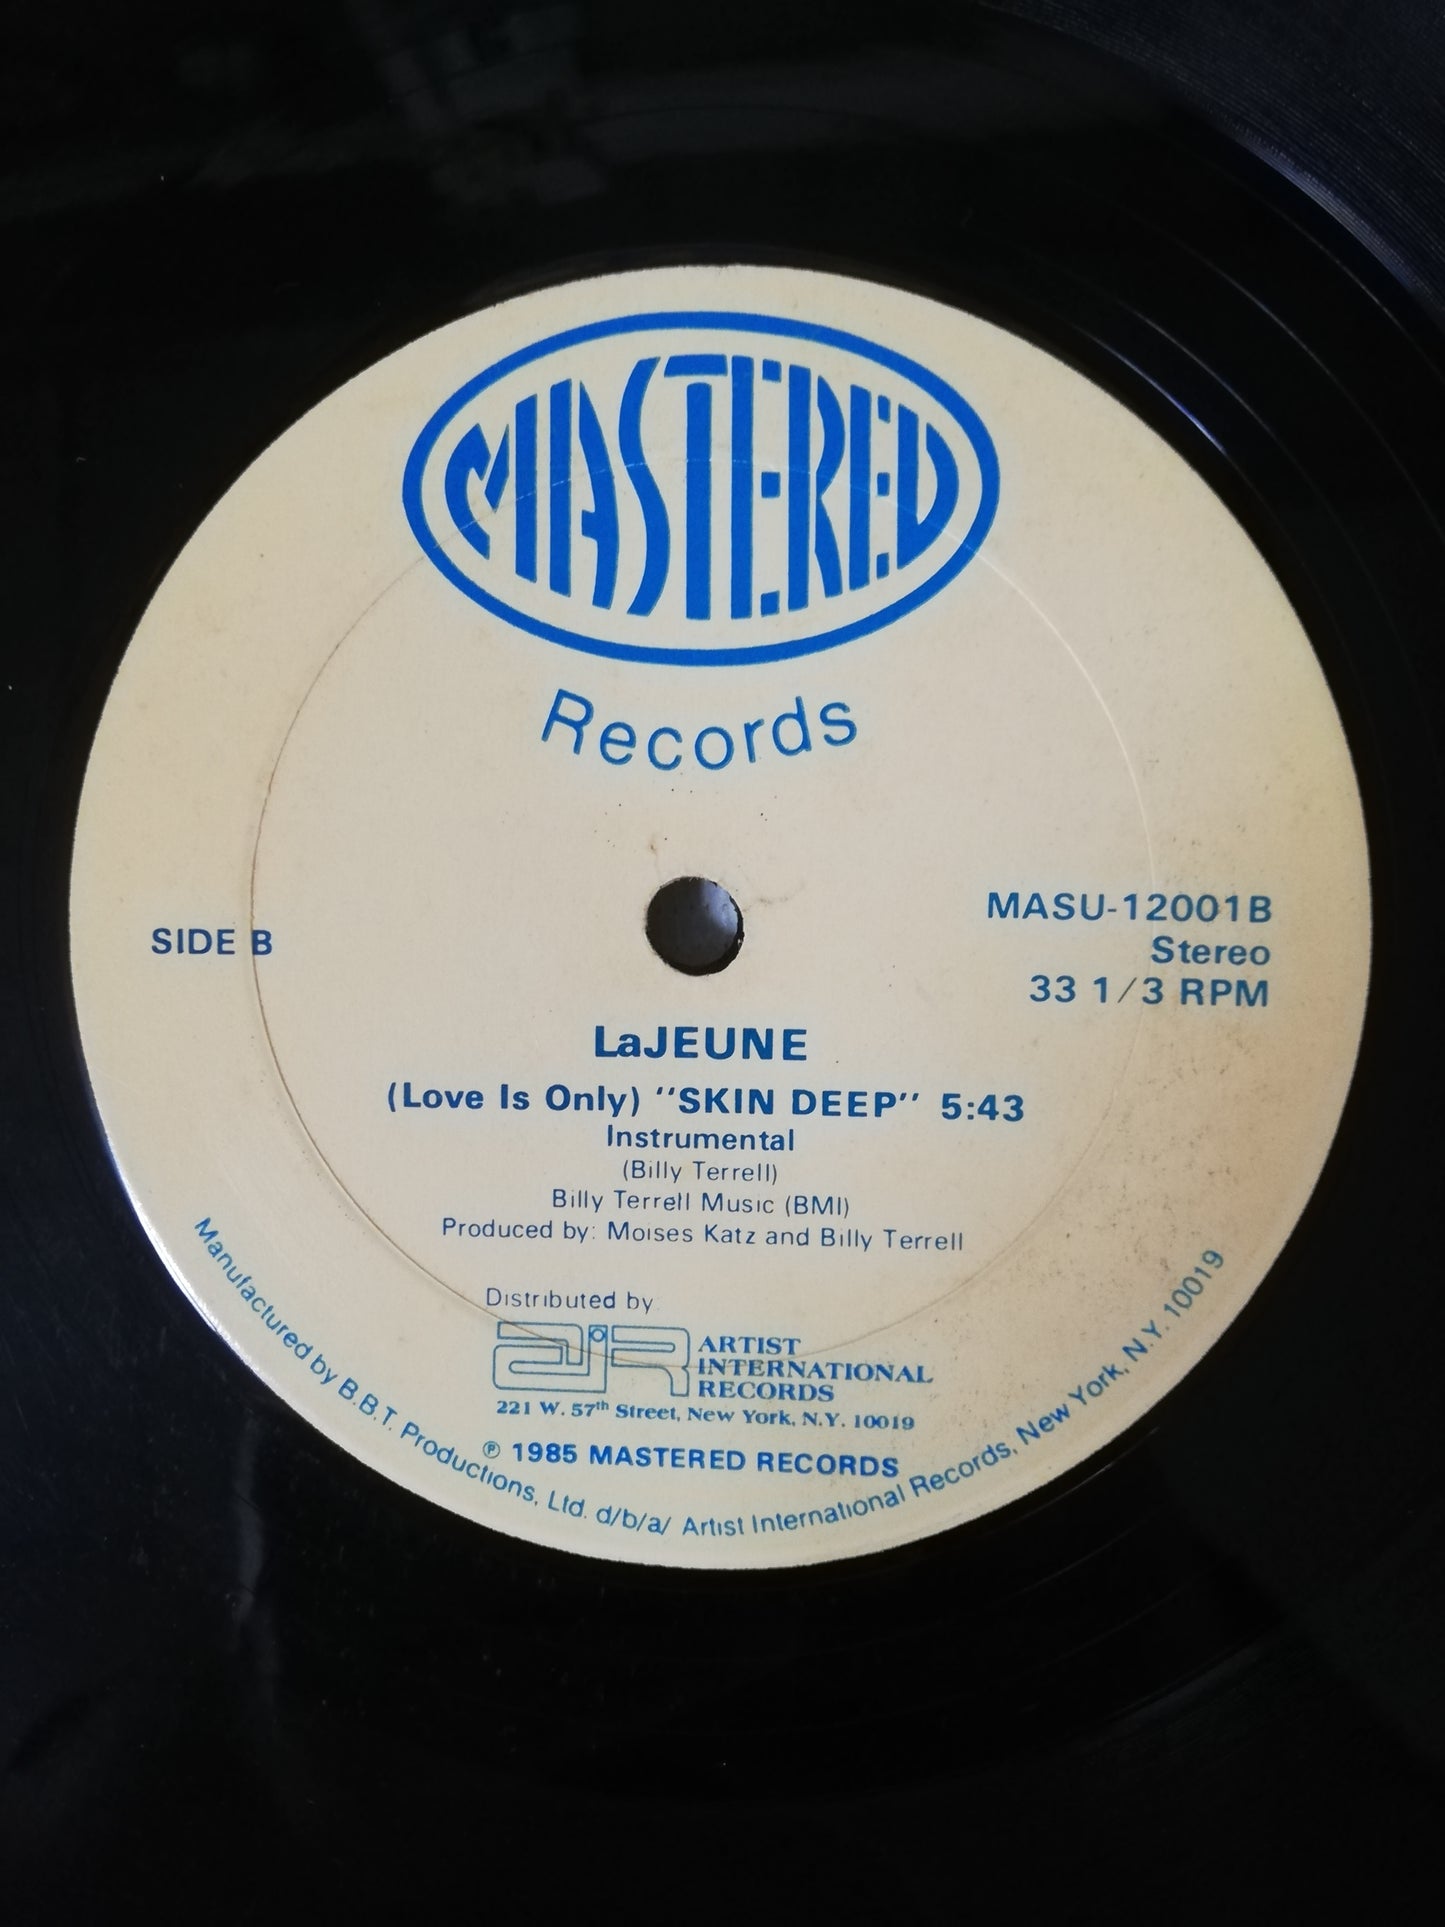 MASTERED
Records
SIDE B
MASU-12001B
Stereo
33 1/3 RPM
LaJEUNE
(Love Is Only) "SKIN DEEP" 5:43
Instrumental
(Billy Terrell)
Billy Terrell Music (BMI)
Produced by: Moises Katz and Billy Terrell
Distributed by:
aiR ARTIST
INTERNATIONAL
RECORDS
221 W. 57th Street, New York, N.Y. 10019
℗ 1985 MASTERED RECORDS
Manufactured by B.B.T. Productions, Ltd. d/b/a/ Artist International Records, New York, N.Y. 10019